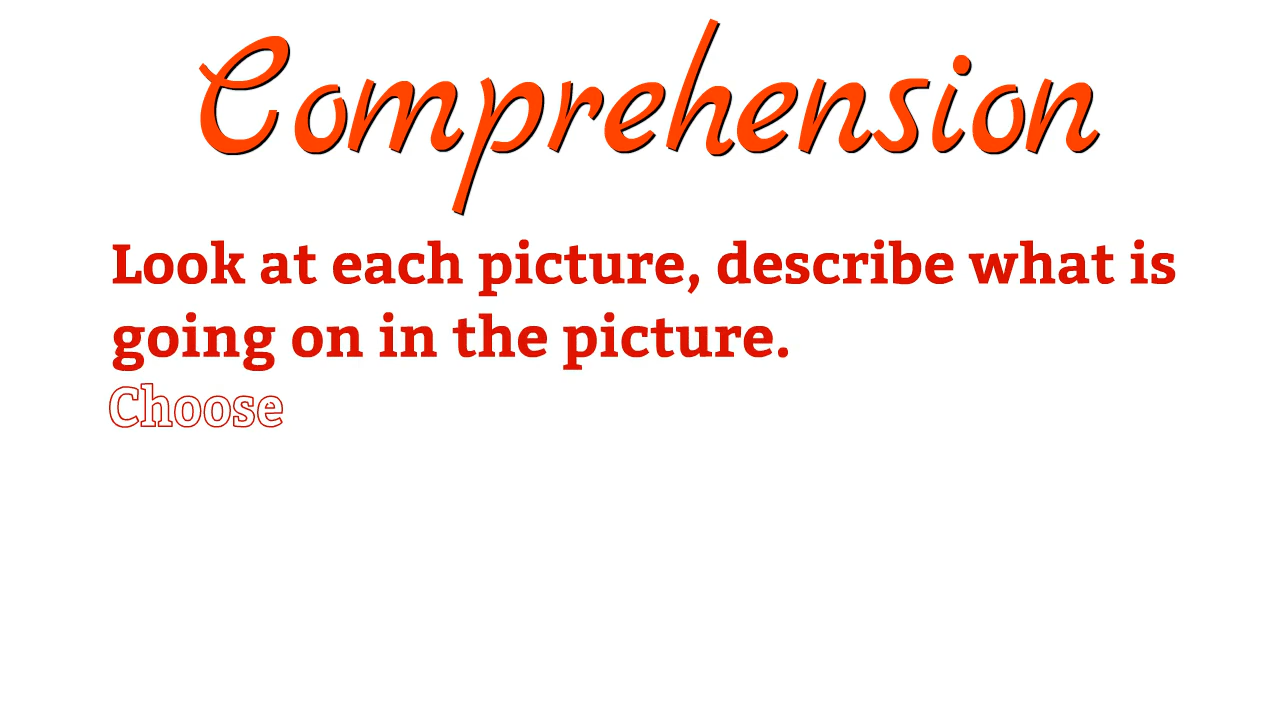 Comprehension
Look at each picture, describe what is
going on in the picture.
Choose